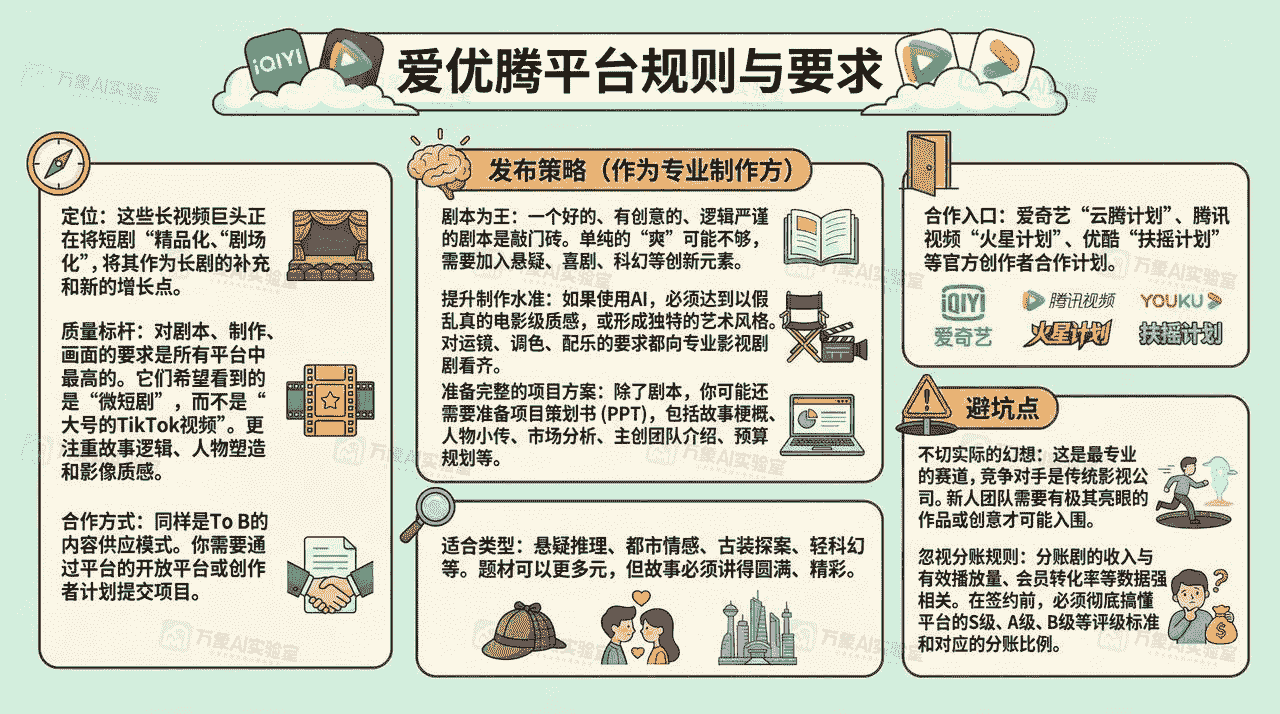 iQIYI
爱优腾平台规则与要求
定位：这些长视频巨头正
在将短剧“精品化、“剧场
化”，将其作为长剧的补充
和新的增长点。
质量标杆：对剧本、制作、
画面的要求是所有平台中
最高的。它们希望看到的
是“微短剧”，而不是“
大号的TikTok视频”。更
注重故事逻辑、人物塑造
和影像质感。
合作方式：同样是To B的
内容供应模式。你需要通
过平台的开放平台或创作
者计划提交项目。
发布策略（作为专业制作方）
剧本为王：一个好的、有创意的、逻辑严谨
的剧本是敲门砖。单纯的“爽”可能不够，
需要加入悬疑、喜剧、科幻等创新元素。
提升制作水准：如果使用AI，必须达到以假
乱真的电影级质感，或形成独特的艺术风格。
对运镜、调色、配乐的要求都向专业影视剧
剧看齐。
准备完整的项目方案：除了剧本，你可能还
需要准备项目策划书 (PPT)，包括故事梗概、
人物小传、市场分析、主创团队介绍、预算
规划等。
适合类型：悬疑推理、都市情感、古装探案、轻科幻
等。题材可以更多元，但故事必须讲得圆满、精彩。
合作入口：爱奇艺“云腾计划”、腾讯
视频“火星计划”、优酷“扶摇计划”
等官方创作者合作计划。
iQIYI 腾讯视频 YOUKU
爱奇艺 火星计划 扶摇计划
避坑点
不切实际的幻想：这是最专业
的赛道，竞争对手是传统影视公
司。新人团队需要有极其亮眼的
作品或创意才可能入围。
忽视分账规则：分账剧的收入与
有效播放量、会员转化率等数据强
相关。在签约前，必须彻底搞懂
平台的S级、A级、B级等评级标准
和对应的分账比例。
万象AI实验室